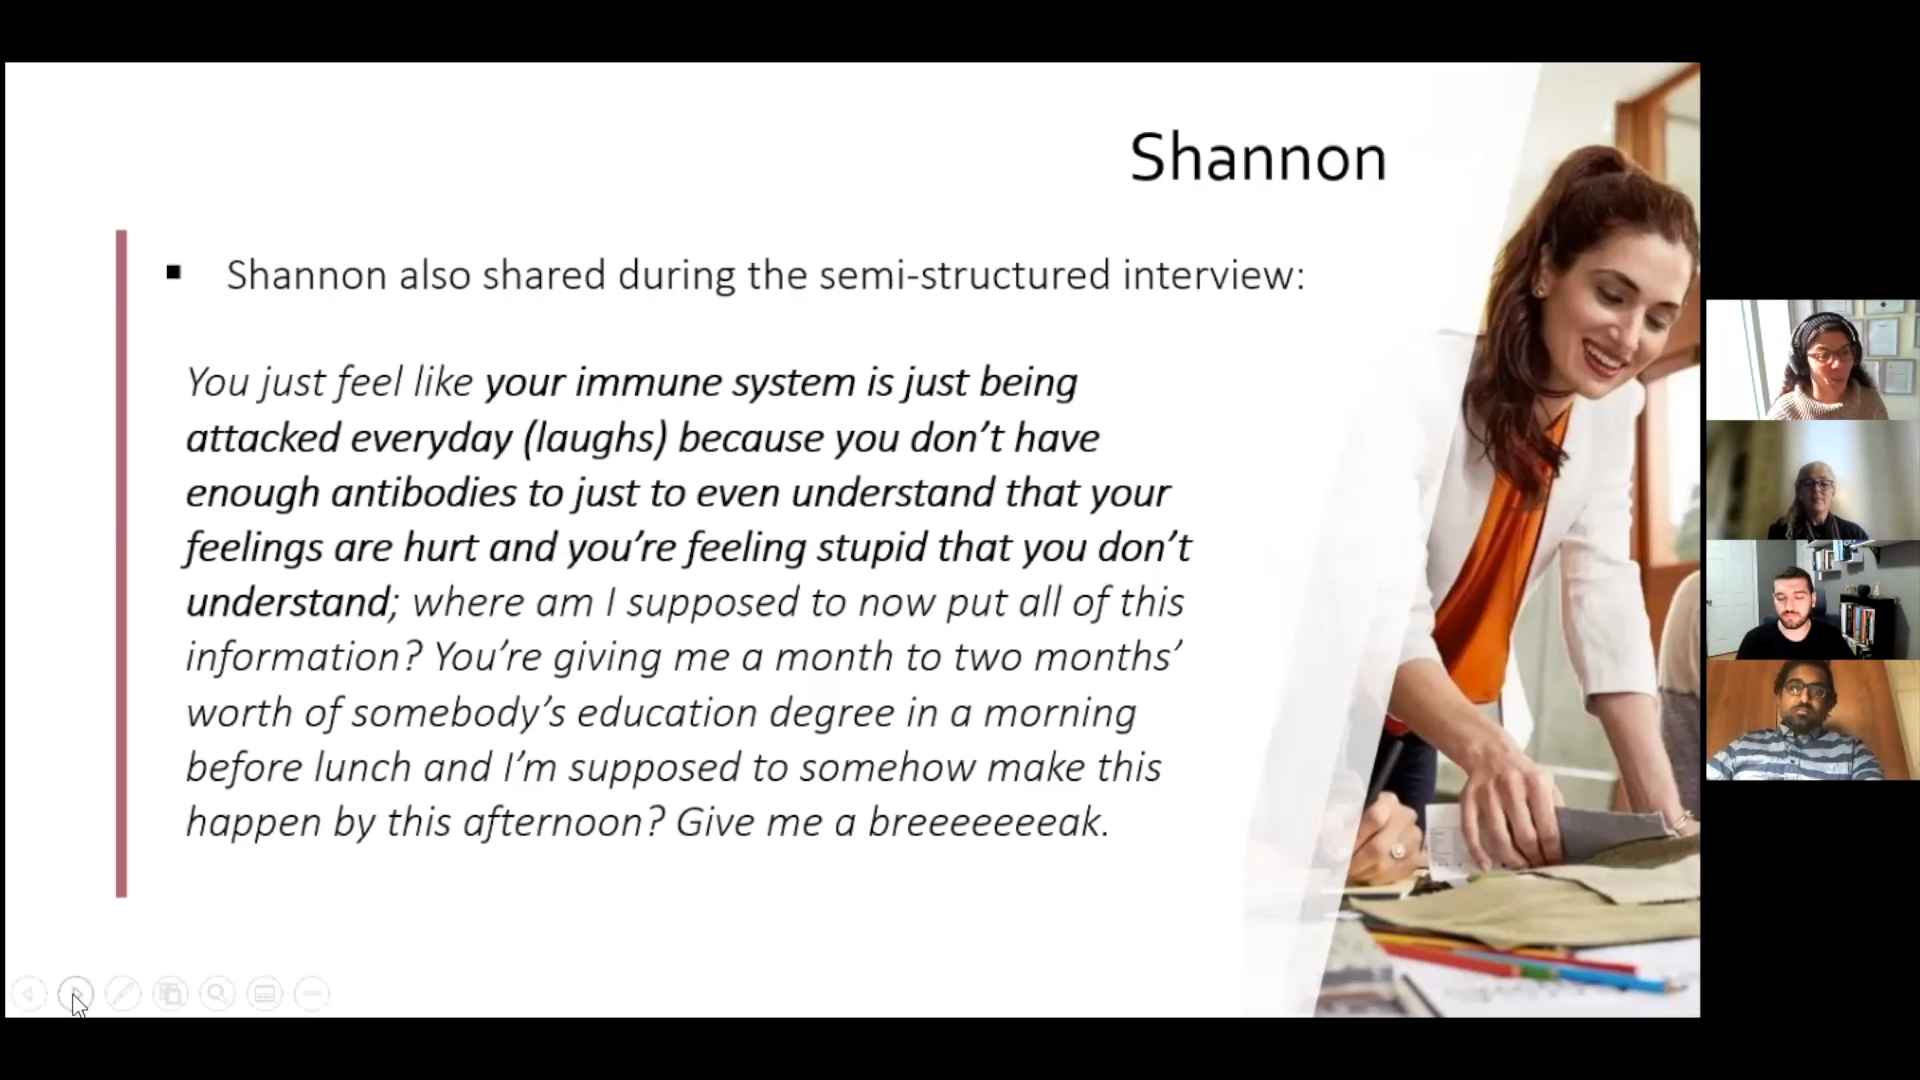 Shannon
Shannon also shared during the semi-structured interview:
You just feel like your immune system is just being
attacked everyday (laughs) because you don’t have
enough antibodies to just to even understand that your
feelings are hurt and you’re feeling stupid that you don’t
understand; where am I supposed to now put all of this
information? You’re giving me a month to two months’
worth of somebody’s education degree in a morning
before lunch and I’m supposed to somehow make this
happen by this afternoon? Give me a breeeeeeeak.